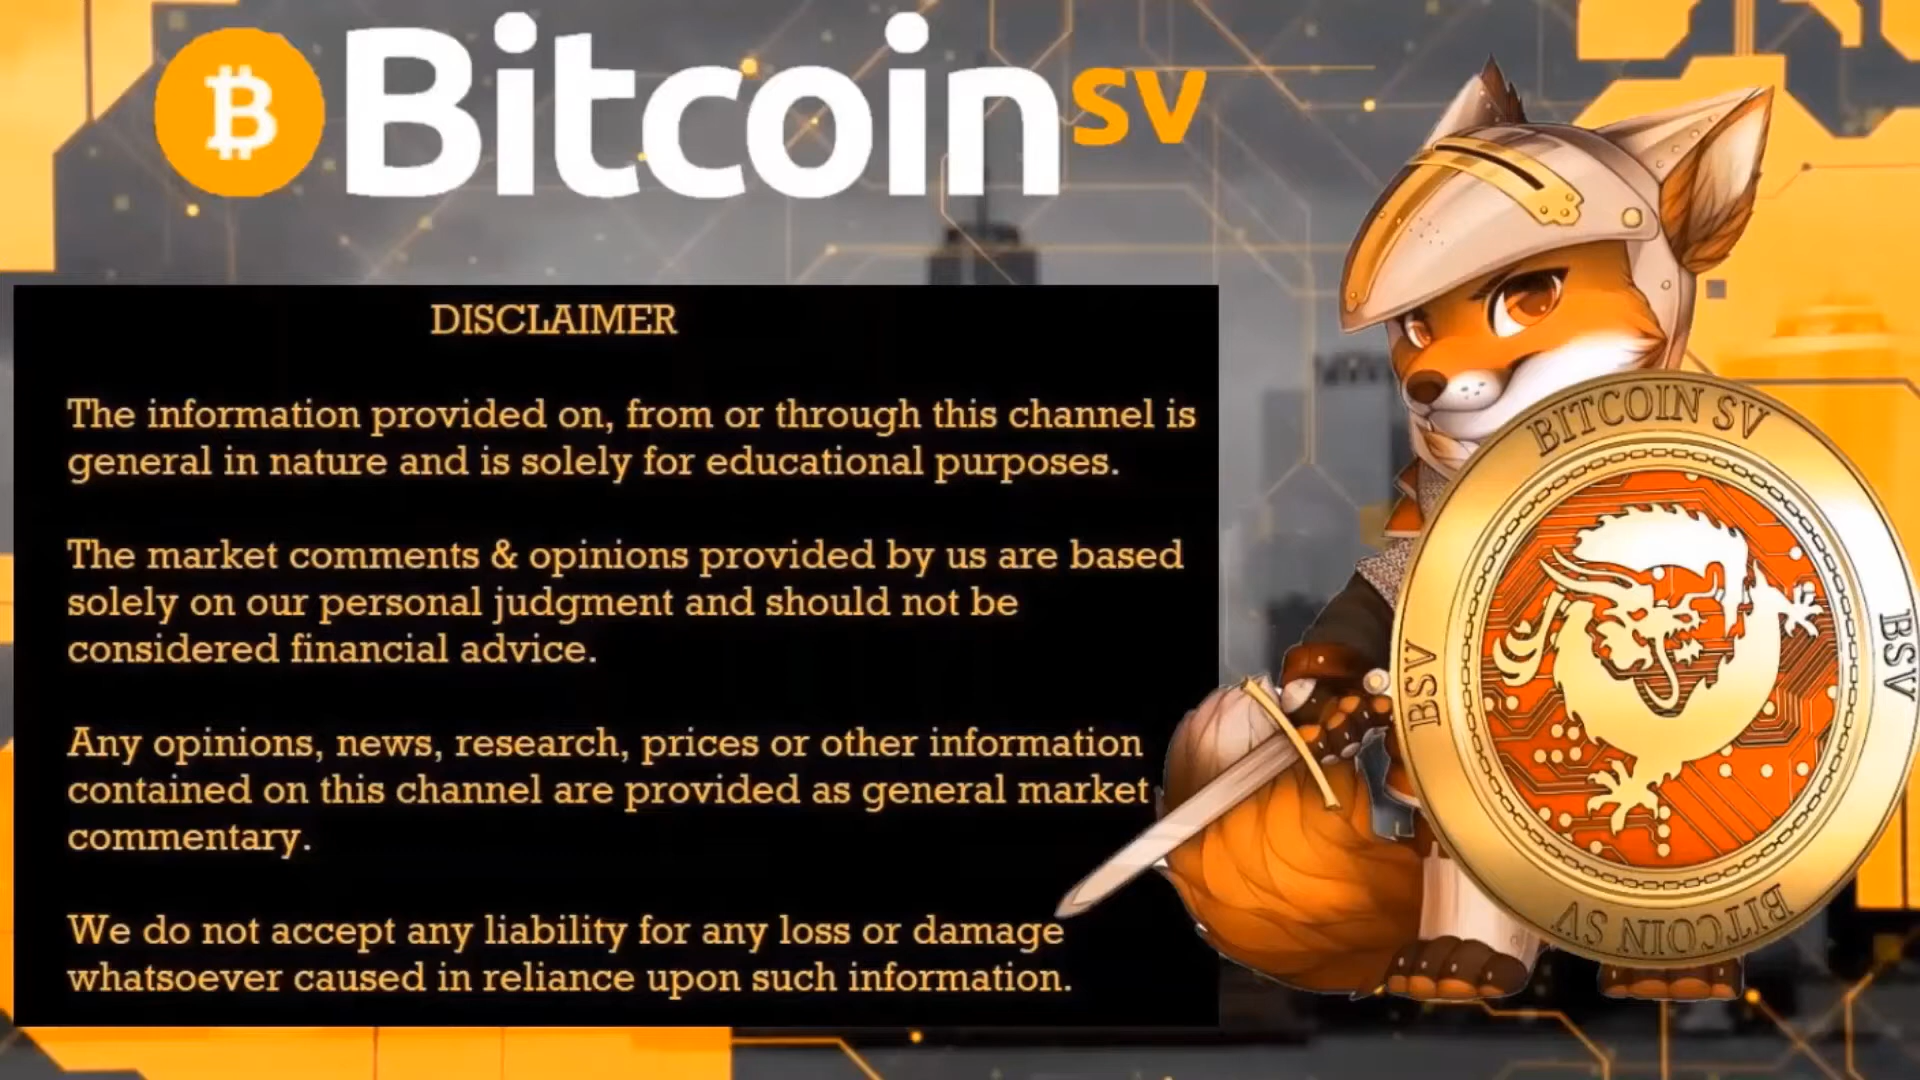 Bitcoin SV
DISCLAIMER
The information provided on, from or through this channel is
general in nature and is solely for educational purposes.
The market comments & opinions provided by us are based
solely on our personal judgment and should not be
considered financial advice.
Any opinions, news, research, prices or other information
contained on this channel are provided as general market
commentary.
We do not accept any liability for any loss or damage
whatsoever caused in reliance upon such information.
BITCOIN SV
BSV
BSV
BITCOIN SV